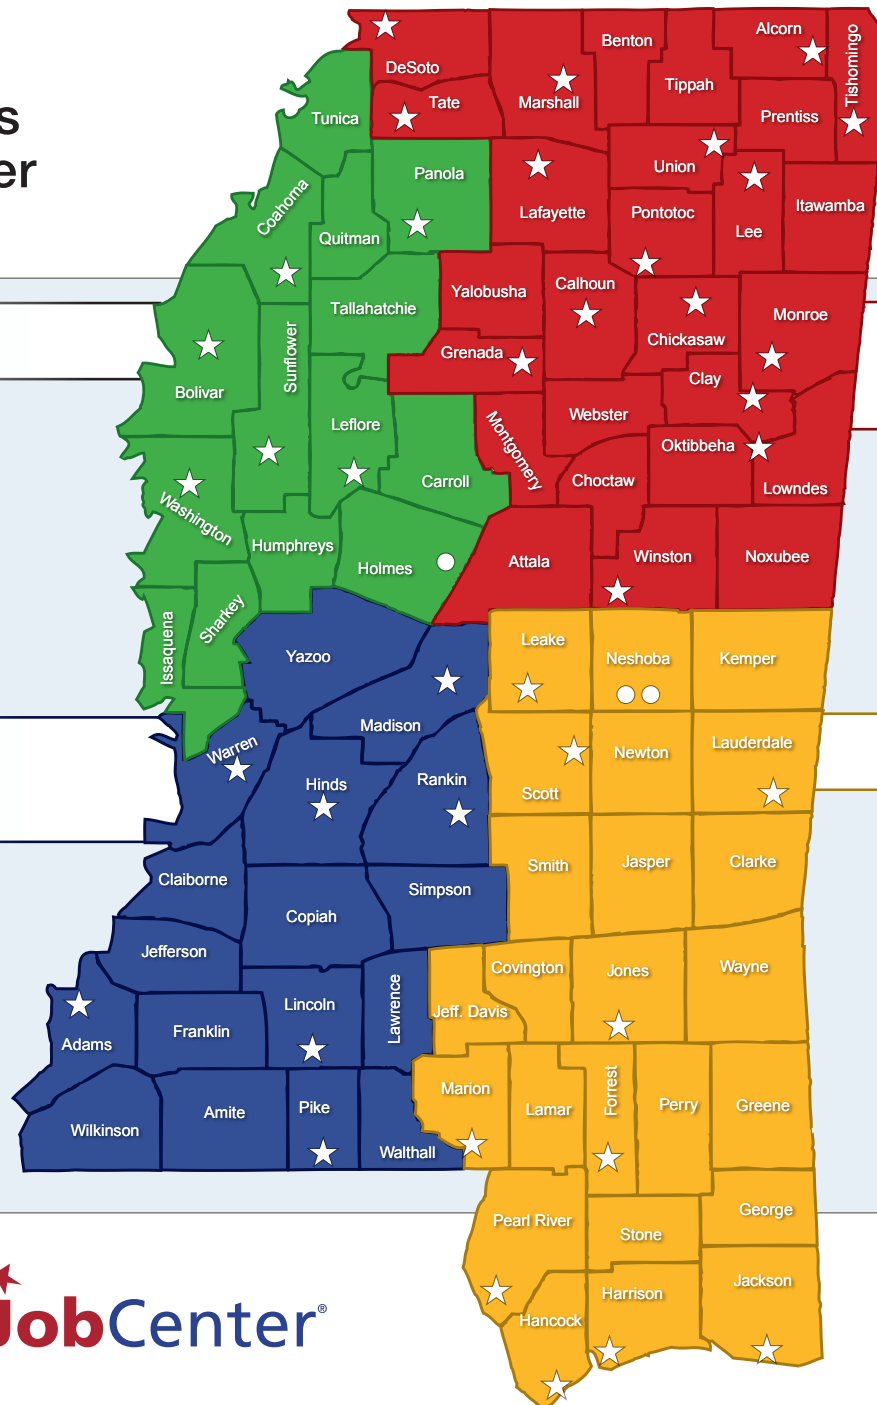 s
er
DeSoto
Benton
Alcorn
Tishomingo
Tunica
Tate
Marshall
Tippah
Prentiss
Coahoma
Panola
Union
Quitman
Lafayette
Pontotoc
Lee
Itawamba
Bolivar
Sunflower
Tallahatchie
Yalobusha
Calhoun
Chickasaw
Monroe
Grenada
Clay
Leflore
Montgomery
Webster
Oktibbeha
Washington
Carroll
Choctaw
Lowndes
Humphreys
Holmes
Attala
Winston
Noxubee
Issaquena
Sharkey
Yazoo
Leake
Neshoba
Kemper
Madison
Warren
Hinds
Rankin
Scott
Newton
Lauderdale
Claiborne
Copiah
Simpson
Smith
Jasper
Clarke
Jefferson
Lincoln
Lawrence
Jeff. Davis
Covington
Jones
Wayne
Adams
Franklin
Marion
Lamar
Forrest
Perry
Greene
Wilkinson
Amite
Pike
Walthall
Pearl River
Stone
George
Hancock
Harrison
Jackson
JobCenter®